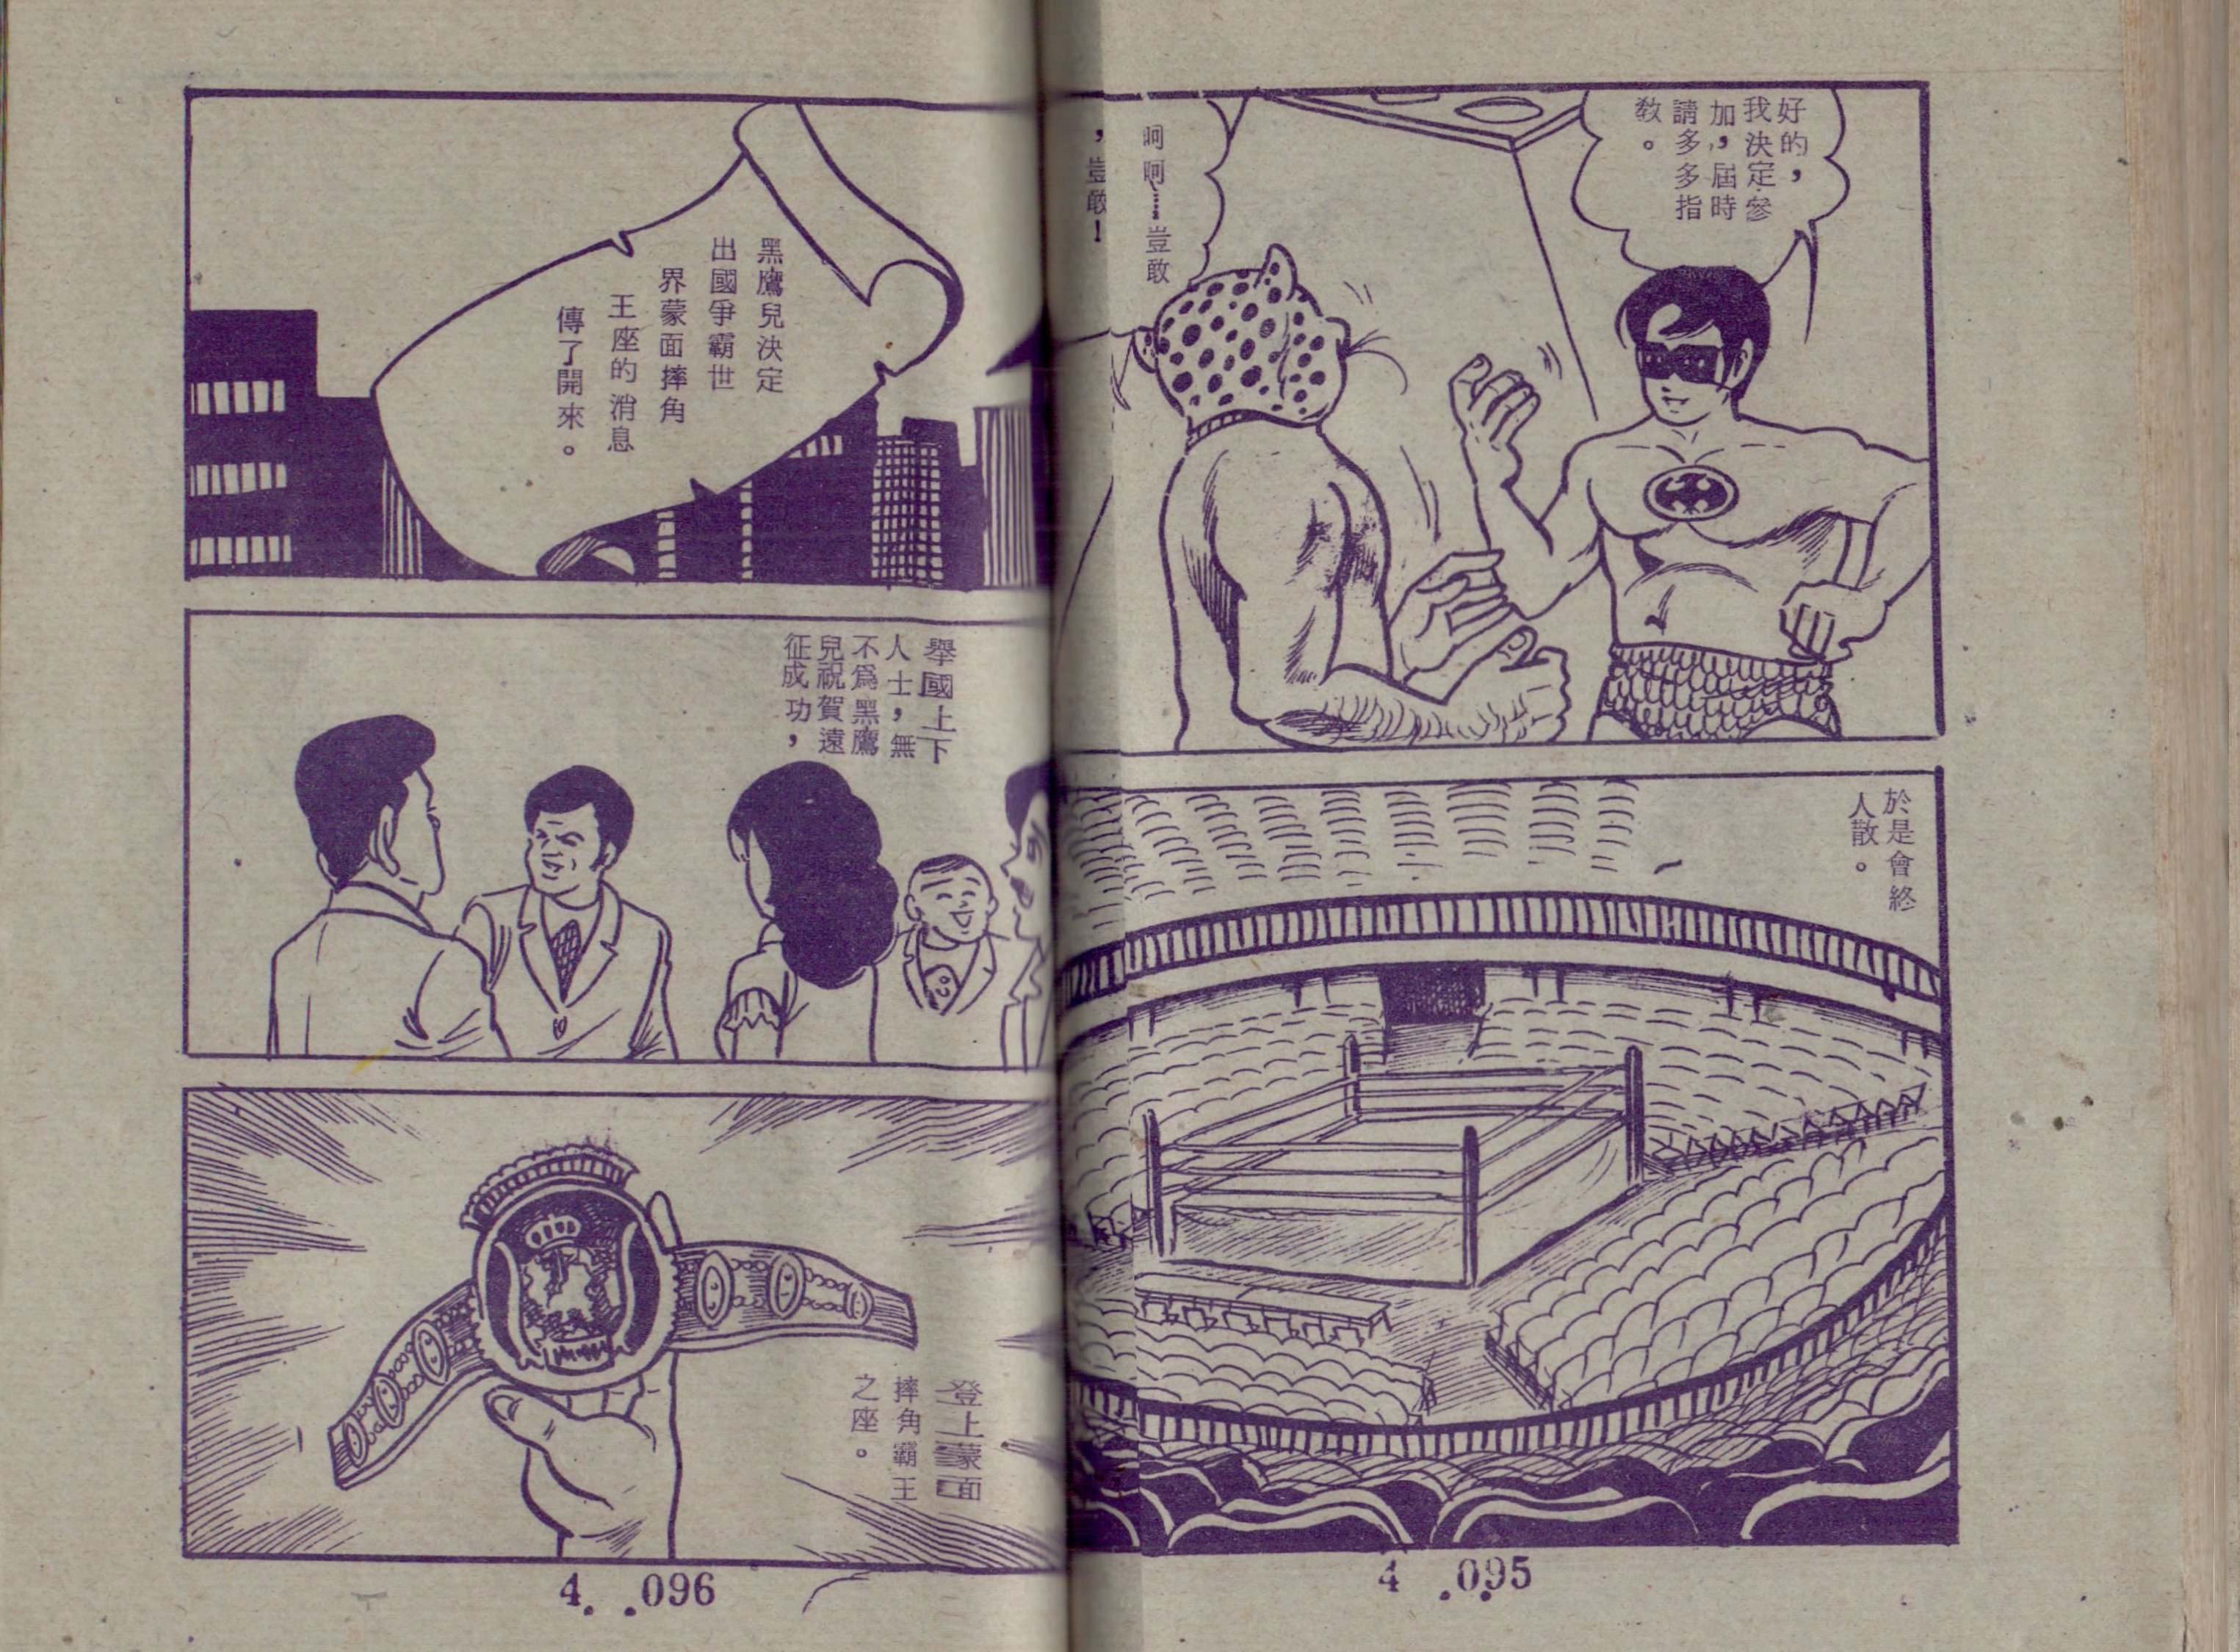 好的，
我決定參
加，屆時
請多多指
敎。
呵呵……豈敢
，豈敢！
於是會終
人散。
4 .095
黑鷹兒決定
出國爭霸世
界蒙面摔角
王座的消息
傳了開來。
舉國上下
人士，無
不爲黑鷹
兒祝賀遠
征成功，
登上蒙面
摔角霸王
之座。
4. .096